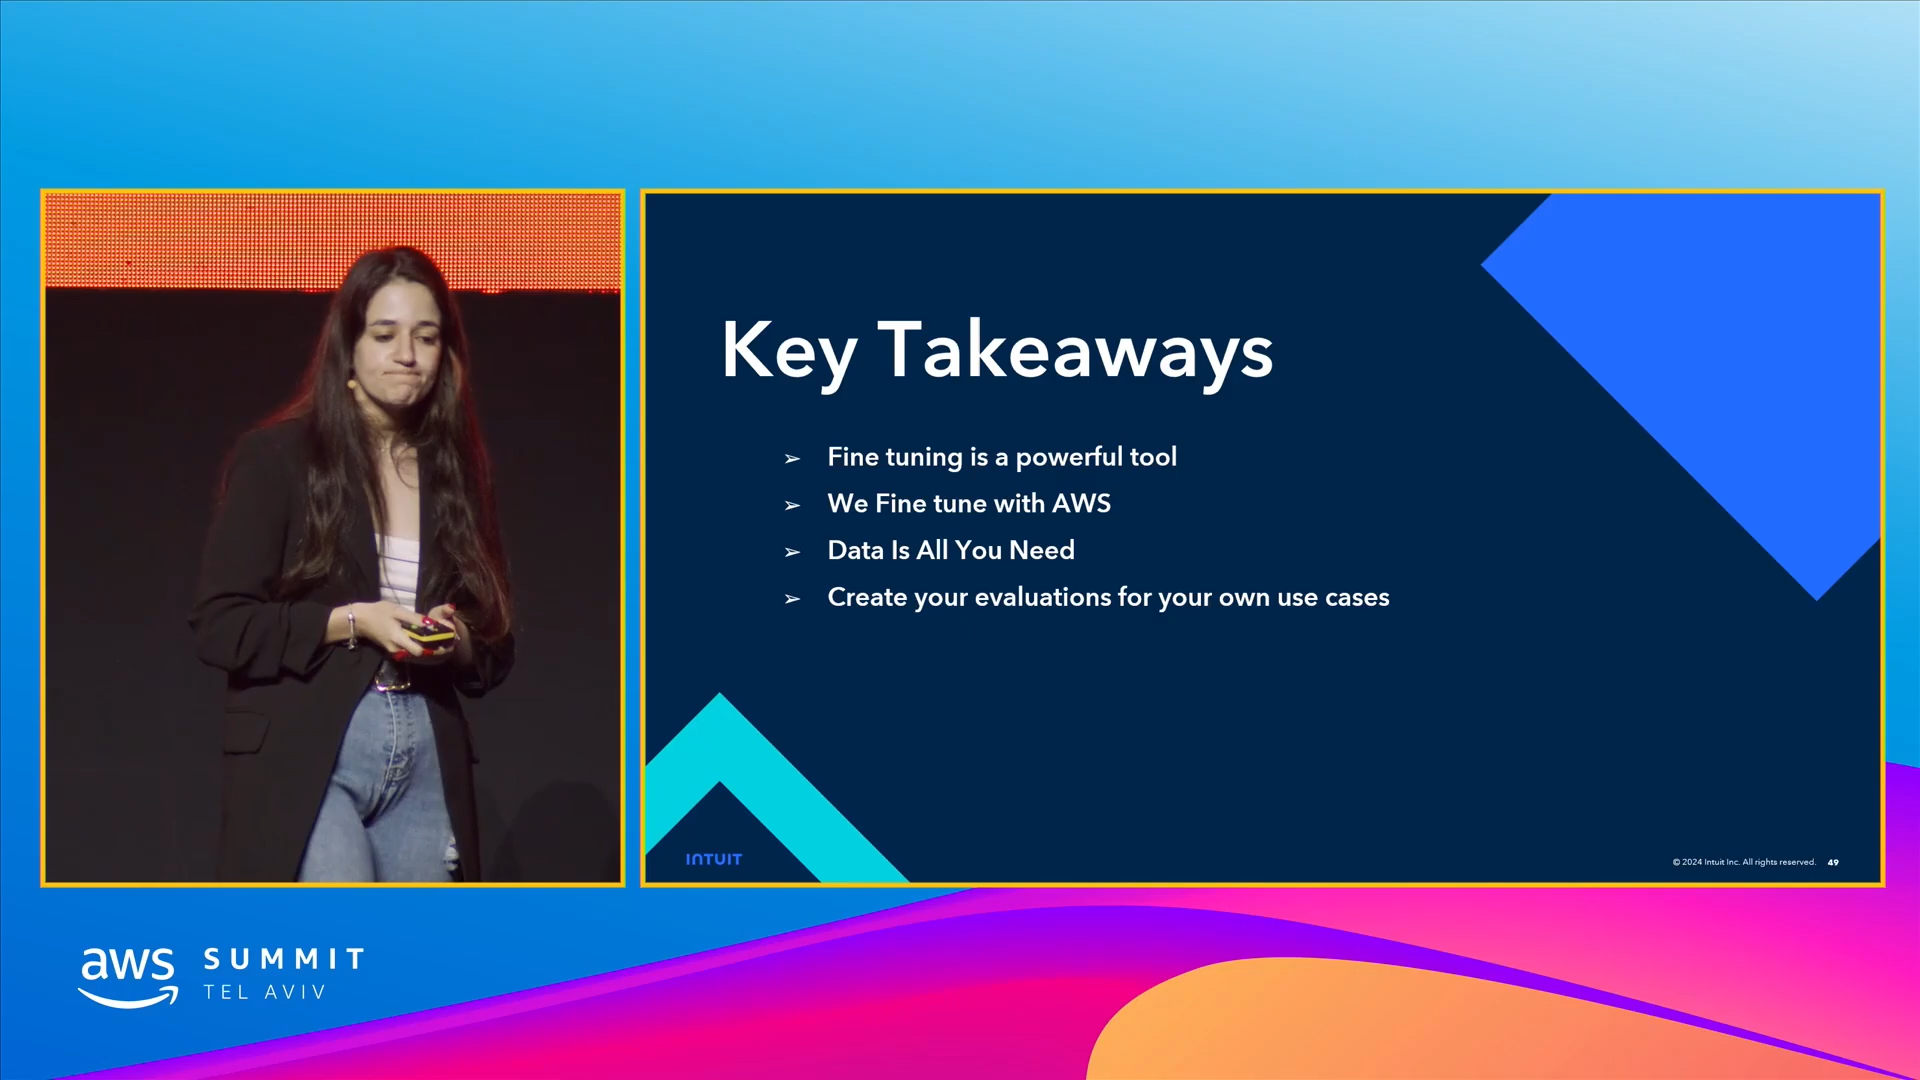 Key Takeaways
➢ Fine tuning is a powerful tool
➢ We Fine tune with AWS
➢ Data Is All You Need
➢ Create your evaluations for your own use cases
INTUIT
© 2024 Intuit Inc. All rights reserved. 49
aws SUMMIT
TEL AVIV